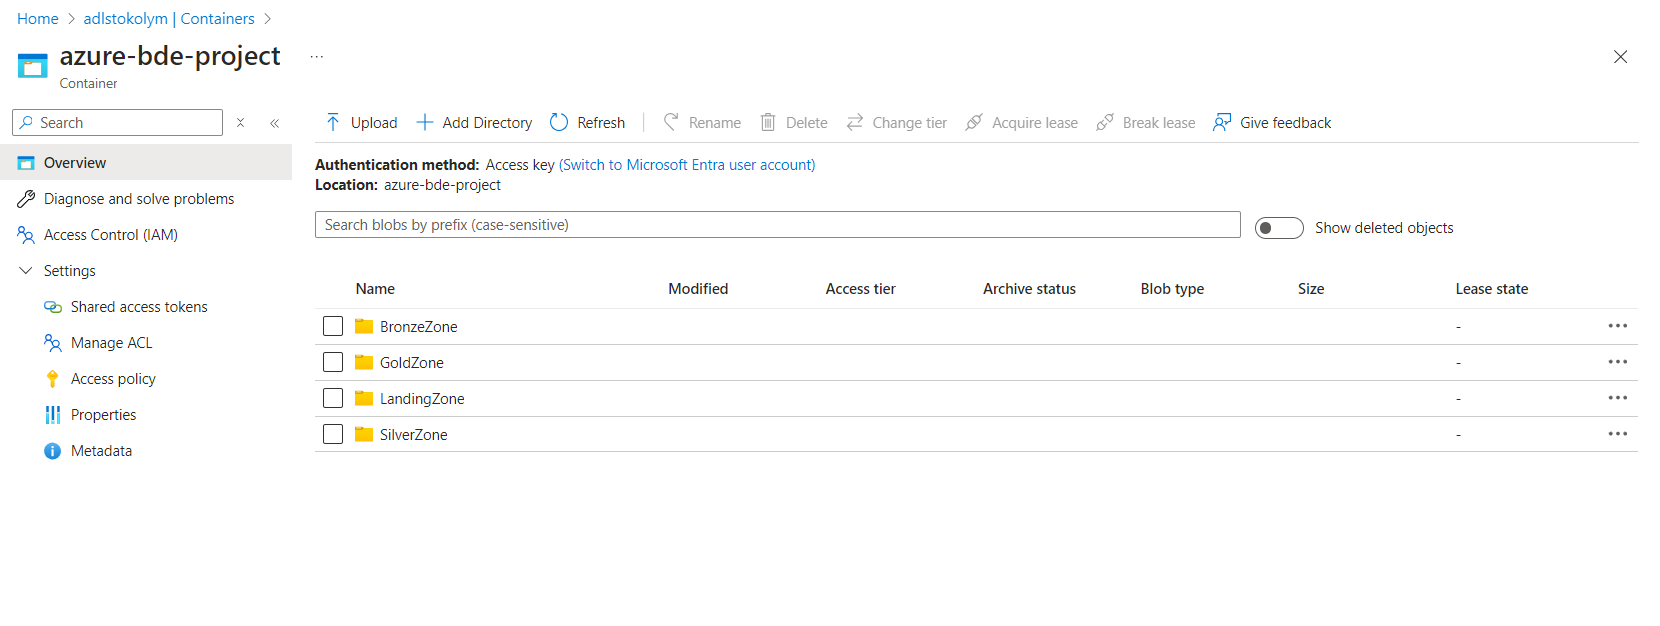 Home > adlstokolym | Containers >
azure-bde-project ...
Container
Search
Upload Add Directory Refresh Rename Delete Change tier Acquire lease Break lease Give feedback
Overview
Diagnose and solve problems
Access Control (IAM)
Settings
Shared access tokens
Manage ACL
Access policy
Properties
Metadata
Authentication method: Access key (Switch to Microsoft Entra user account)
Location: azure-bde-project
Search blobs by prefix (case-sensitive)
Show deleted objects
Name Modified Access tier Archive status Blob type Size Lease state
BronzeZone - ...
GoldZone - ...
LandingZone - ...
SilverZone - ...